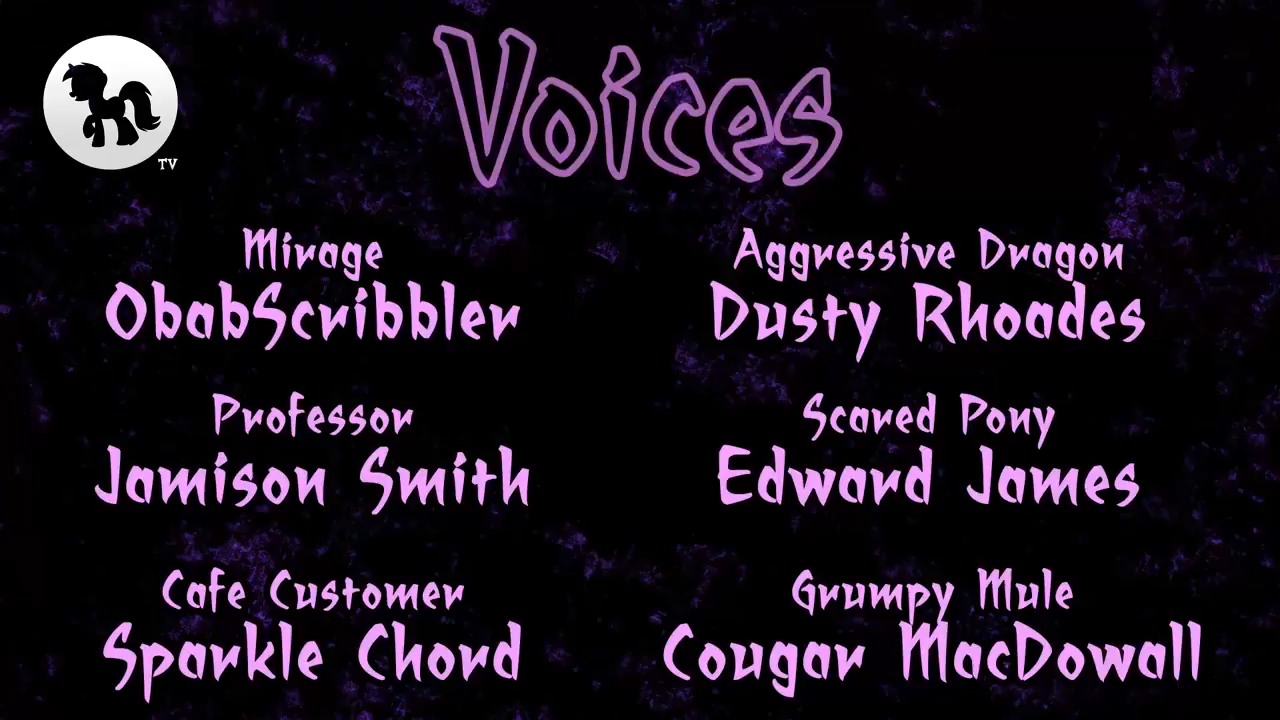 Voices
TV
Mirage
ObabScribbler
Aggressive Dragon
Dusty Rhoades
Professor
Jamison Smith
Scared Pony
Edward James
Cafe Customer
Sparkle Chord
Grumpy Mule
Cougar MacDowall